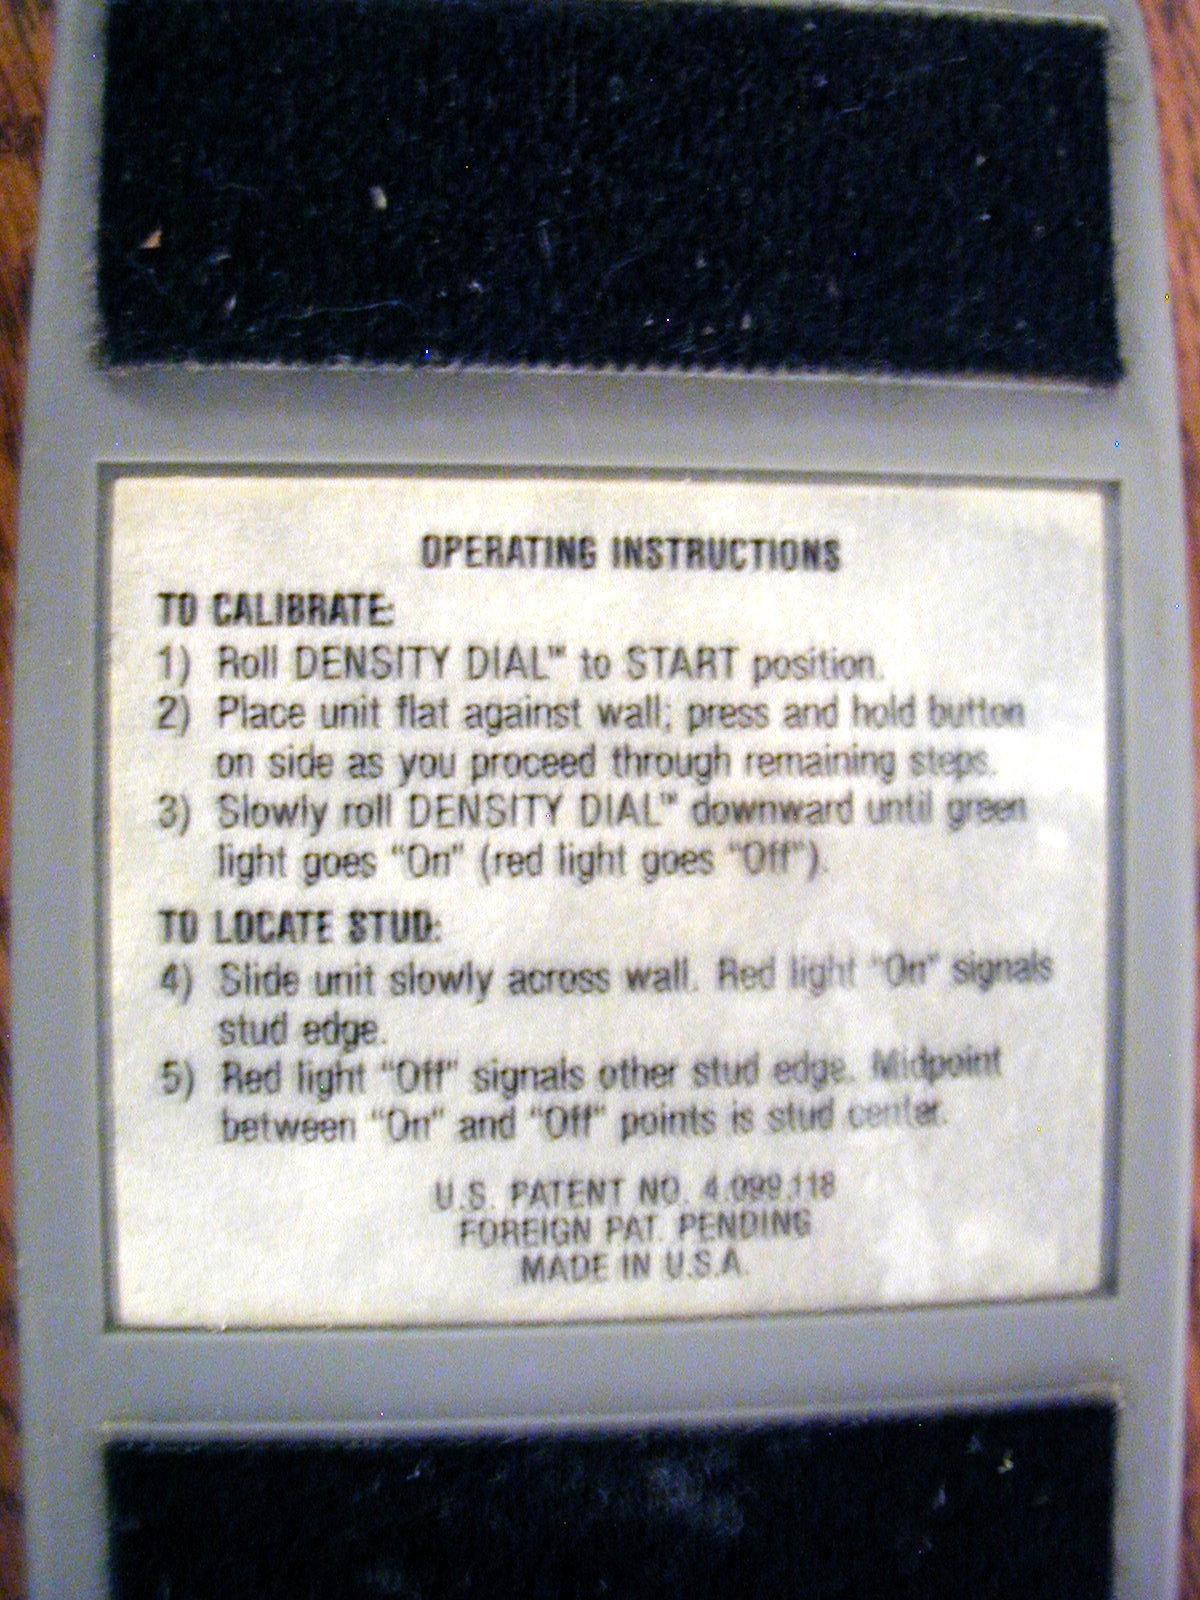 OPERATING INSTRUCTIONS
TO CALIBRATE:
1) Roll DENSITY DIAL™ to START position.
2) Place unit flat against wall; press and hold button
on side as you proceed through remaining steps.
3) Slowly roll DENSITY DIAL™ downward until green
light goes "On" (red light goes "Off").
TO LOCATE STUD:
4) Slide unit slowly across wall. Red light "On" signals
stud edge.
5) Red light "Off" signals other stud edge. Midpoint
between "On" and "Off" points is stud center.
U.S. PATENT NO. 4,099,118
FOREIGN PAT. PENDING
MADE IN U.S.A.